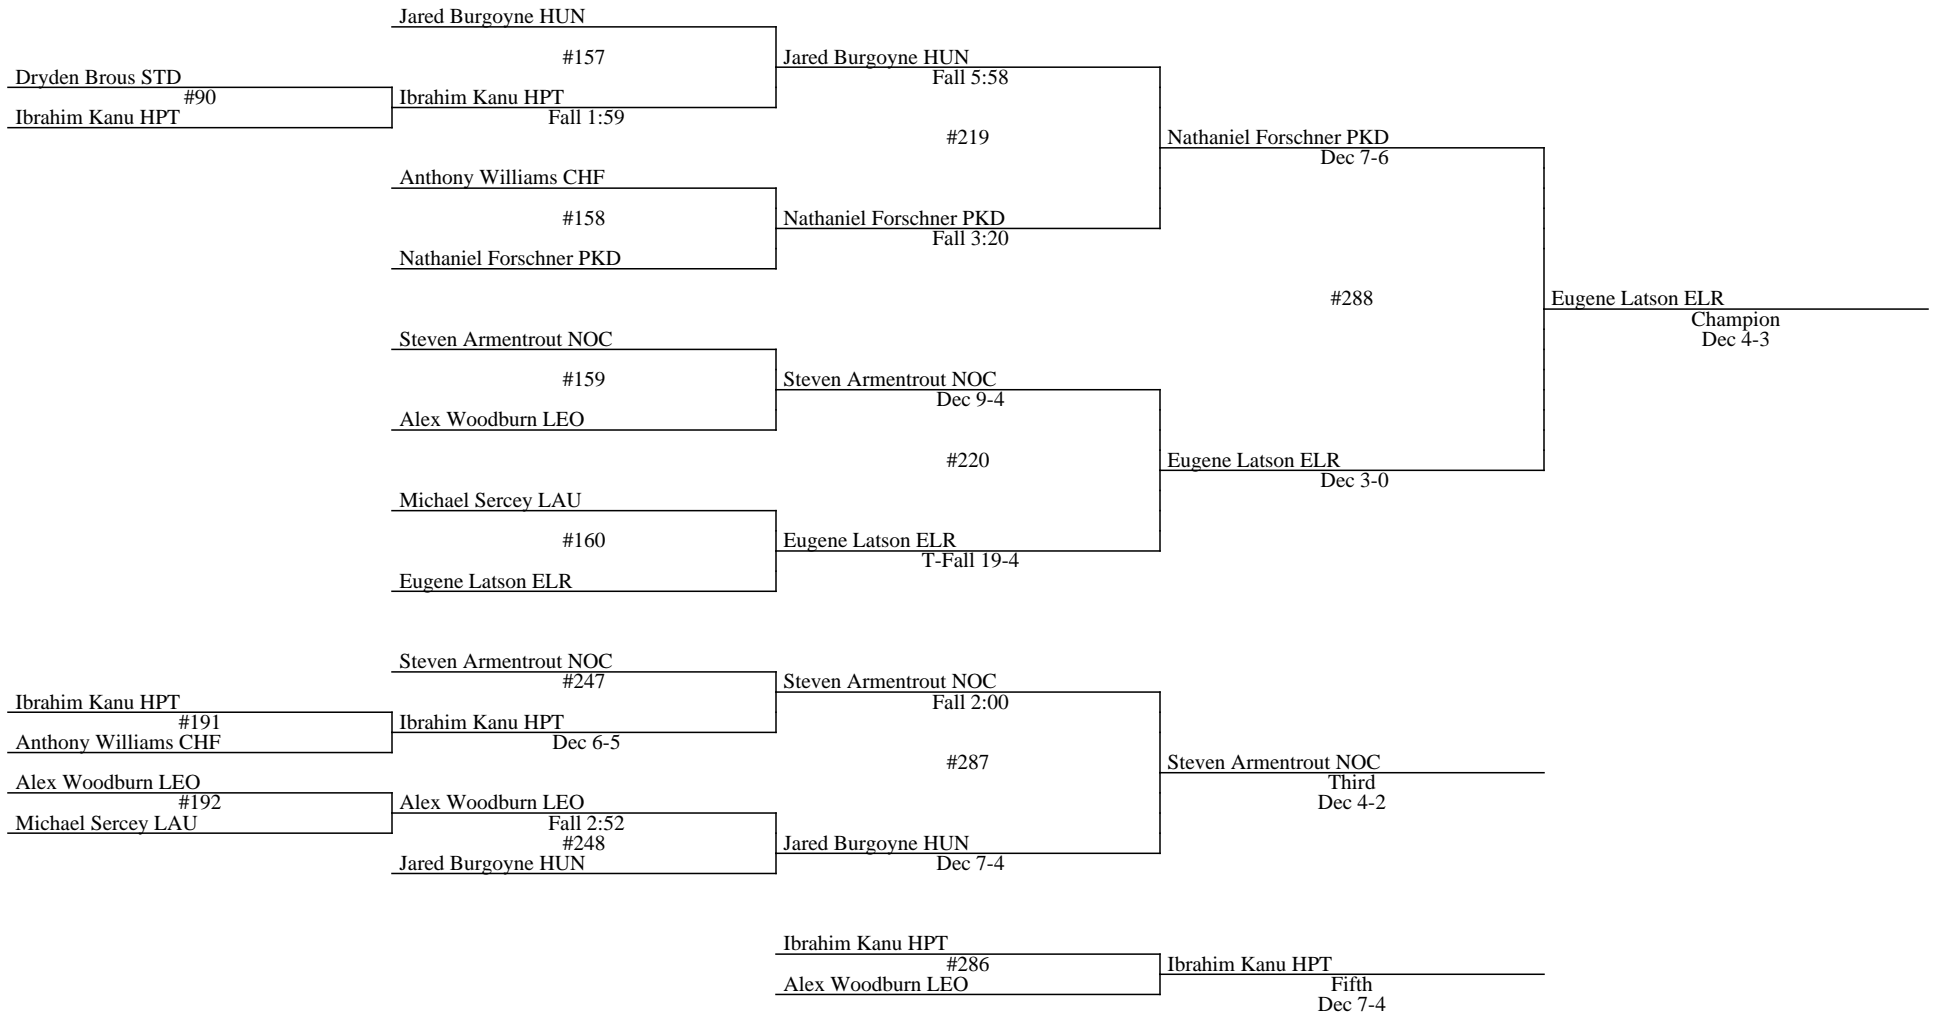 Jared Burgoyne HUN
#157
Jared Burgoyne HUN
Fall 5:58
Dryden Brous STD
#90
Ibrahim Kanu HPT
Ibrahim Kanu HPT
Fall 1:59
#219
Nathaniel Forschner PKD
Dec 7-6
Anthony Williams CHF
#158
Nathaniel Forschner PKD
Fall 3:20
Nathaniel Forschner PKD
#288
Eugene Latson ELR
Champion
Dec 4-3
Steven Armentrout NOC
#159
Steven Armentrout NOC
Dec 9-4
Alex Woodburn LEO
#220
Eugene Latson ELR
Dec 3-0
Michael Sercey LAU
#160
Eugene Latson ELR
T-Fall 19-4
Eugene Latson ELR
Steven Armentrout NOC
#247
Steven Armentrout NOC
Fall 2:00
Ibrahim Kanu HPT
#191
Anthony Williams CHF
Ibrahim Kanu HPT
Dec 6-5
#287
Steven Armentrout NOC
Third
Dec 4-2
Alex Woodburn LEO
#192
Michael Sercey LAU
Alex Woodburn LEO
Fall 2:52
#248
Jared Burgoyne HUN
Jared Burgoyne HUN
Dec 7-4
Ibrahim Kanu HPT
#286
Alex Woodburn LEO
Ibrahim Kanu HPT
Fifth
Dec 7-4